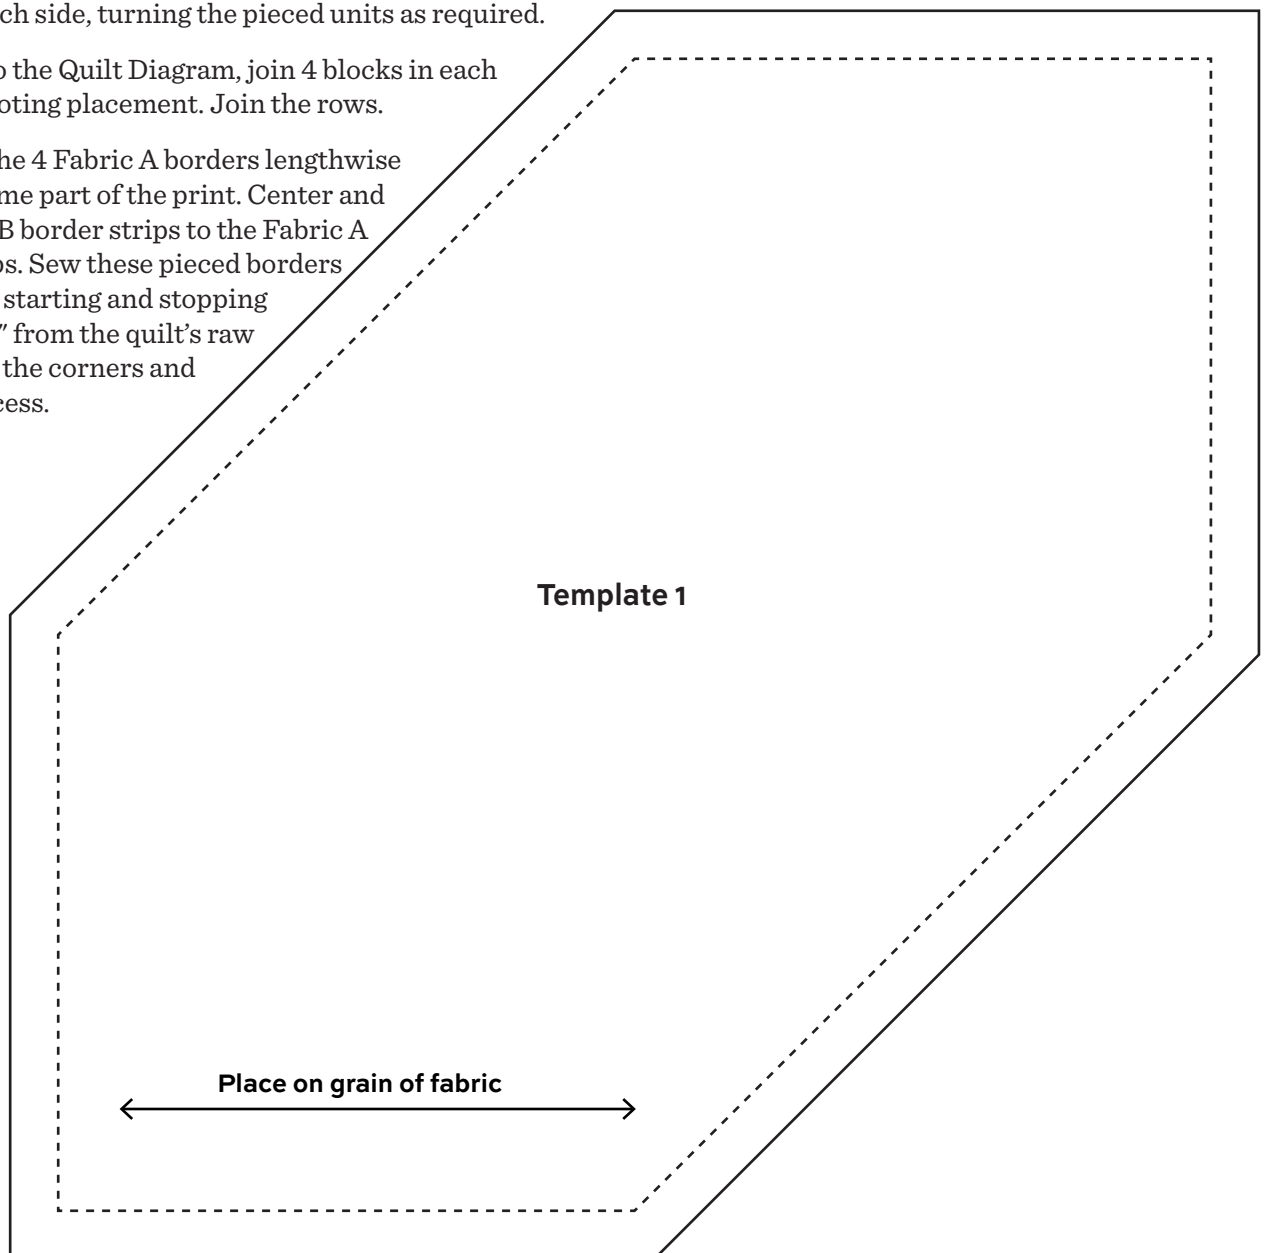 ch side, turning the pieced units as required.
o the Quilt Diagram, join 4 blocks in each
oting placement. Join the rows.
he 4 Fabric A borders lengthwise
me part of the print. Center and
B border strips to the Fabric A
os. Sew these pieced borders
starting and stopping
″ from the quilt’s raw
the corners and
cess.
Template 1
Place on grain of fabric